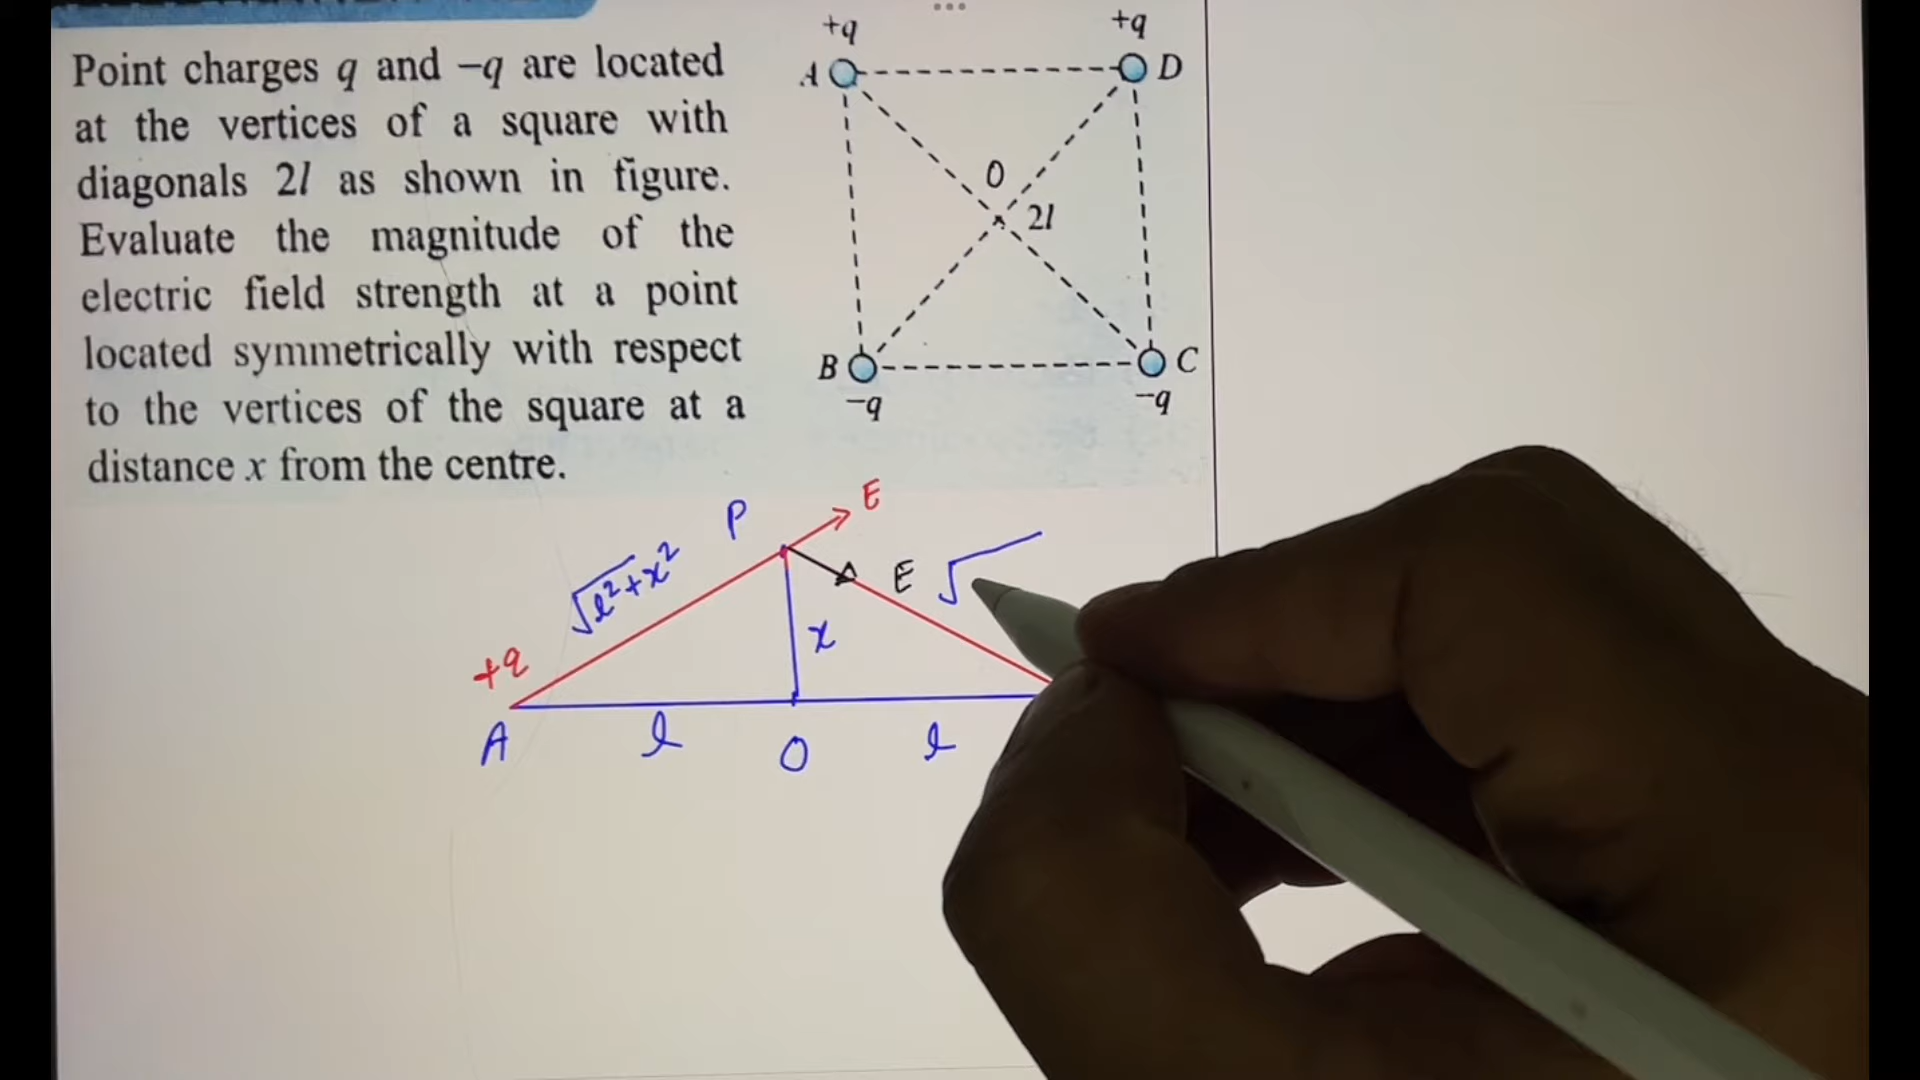 Point charges q and −q are located
at the vertices of a square with
diagonals 2l as shown in figure.
Evaluate the magnitude of the
electric field strength at a point
located symmetrically with respect
to the vertices of the square at a
distance x from the centre.
+q +q
A D
O
2l
B C
−q −q
P E
√l²+x² E √
x
+q
A l O l